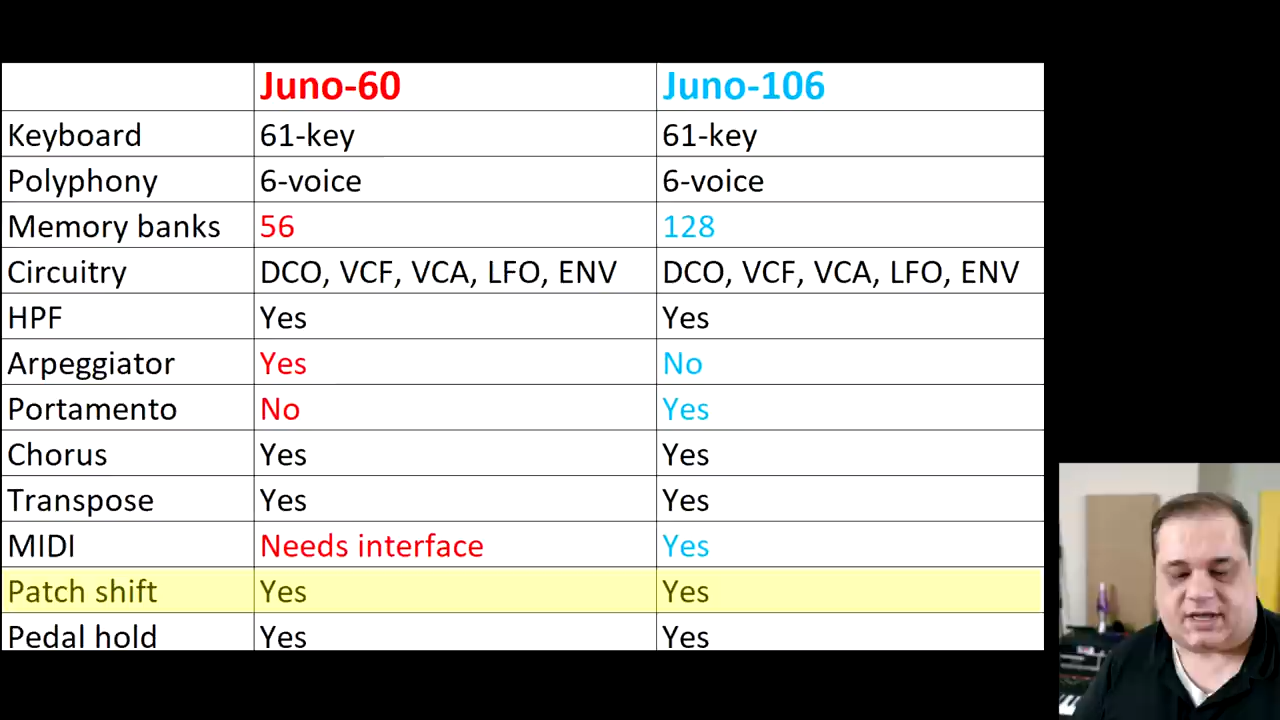 Juno-60 Juno-106
Keyboard 61-key 61-key
Polyphony 6-voice 6-voice
Memory banks 56 128
Circuitry DCO, VCF, VCA, LFO, ENV DCO, VCF, VCA, LFO, ENV
HPF Yes Yes
Arpeggiator Yes No
Portamento No Yes
Chorus Yes Yes
Transpose Yes Yes
MIDI Needs interface Yes
Patch shift Yes Yes
Pedal hold Yes Yes